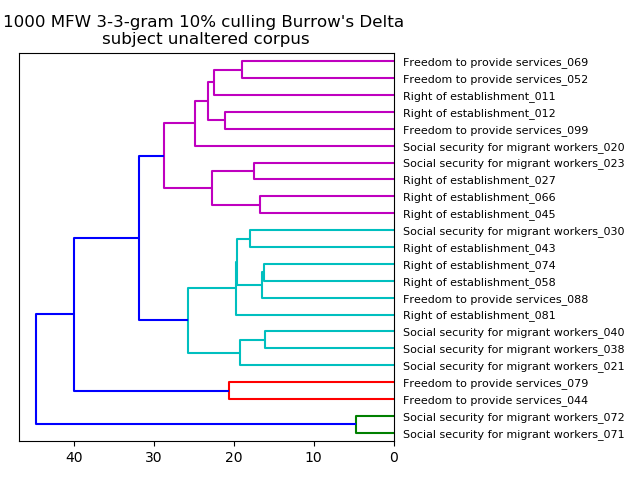 1000 MFW 3-3-gram 10% culling Burrow's Delta
subject unaltered corpus
Freedom to provide services_069
Freedom to provide services_052
Right of establishment_011
Right of establishment_012
Freedom to provide services_099
Social security for migrant workers_020
Social security for migrant workers_023
Right of establishment_027
Right of establishment_066
Right of establishment_045
Social security for migrant workers_030
Right of establishment_043
Right of establishment_074
Right of establishment_058
Freedom to provide services_088
Right of establishment_081
Social security for migrant workers_040
Social security for migrant workers_038
Social security for migrant workers_021
Freedom to provide services_079
Freedom to provide services_044
Social security for migrant workers_072
Social security for migrant workers_071
40 30 20 10 0